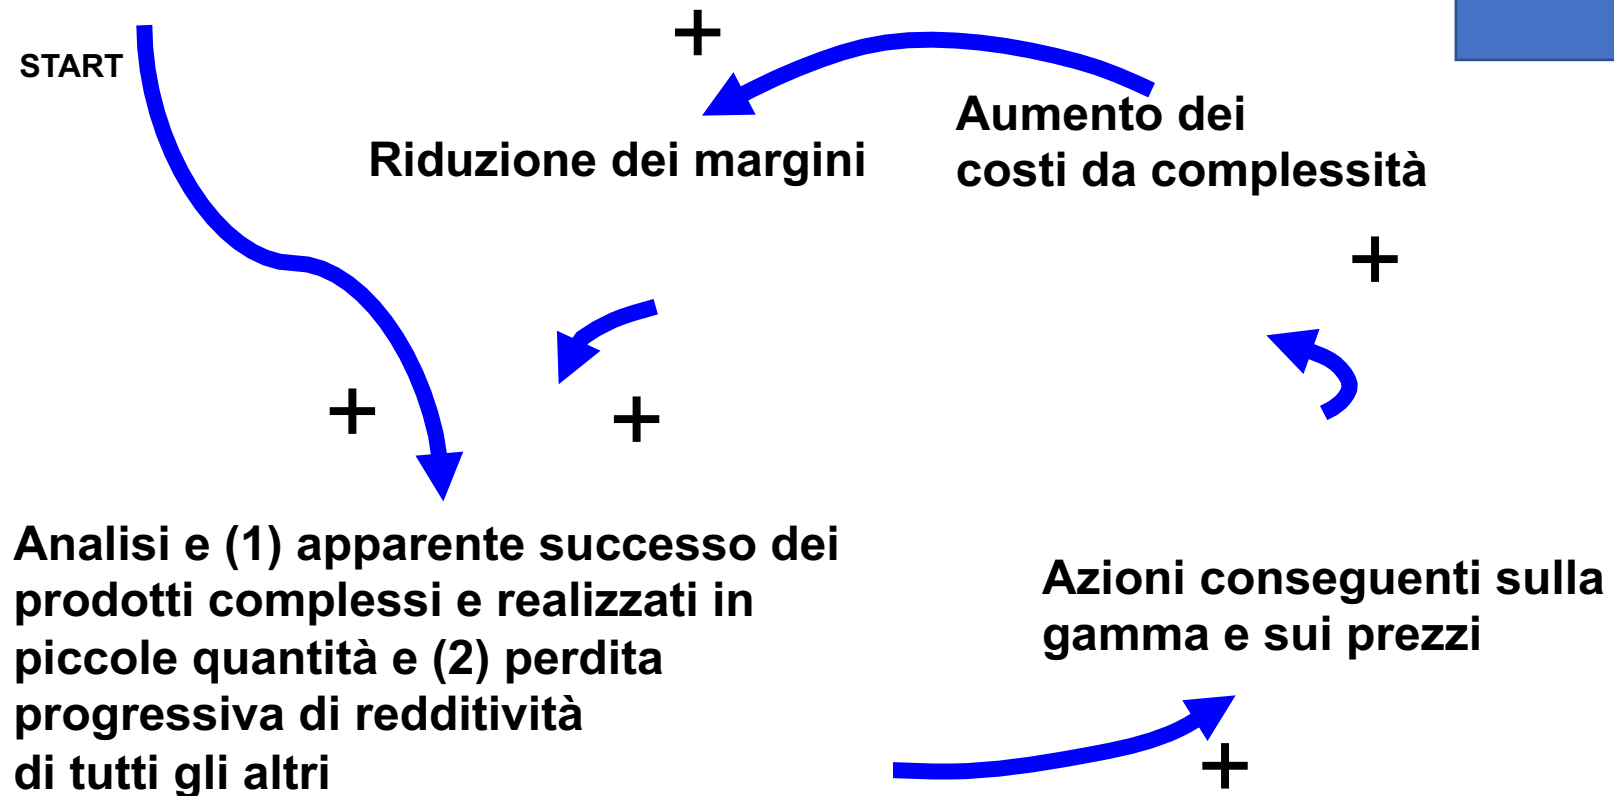 +
START
Aumento dei
costi da complessità
Riduzione dei margini
+
+
+
Analisi e (1) apparente successo dei
prodotti complessi e realizzati in
piccole quantità e (2) perdita
progressiva di redditività
di tutti gli altri
Azioni conseguenti sulla
gamma e sui prezzi
+